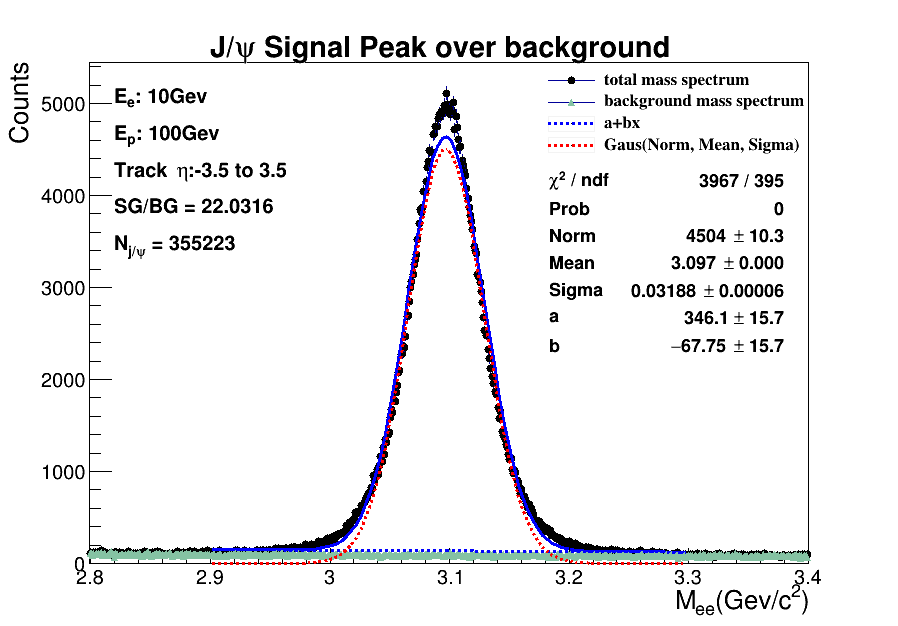 J/ψ Signal Peak over background
Counts
5000
4000
3000
2000
1000
0
E_e: 10Gev
E_p: 100Gev
Track η:-3.5 to 3.5
SG/BG = 22.0316
N_j/ψ = 355223
total mass spectrum
background mass spectrum
a+bx
Gaus(Norm, Mean, Sigma)
χ² / ndf 3967 / 395
Prob 0
Norm 4504 ± 10.3
Mean 3.097 ± 0.000
Sigma 0.03188 ± 0.00006
a 346.1 ± 15.7
b −67.75 ± 15.7
2.8 2.9 3 3.1 3.2 3.3 3.4
M_ee(Gev/c²)